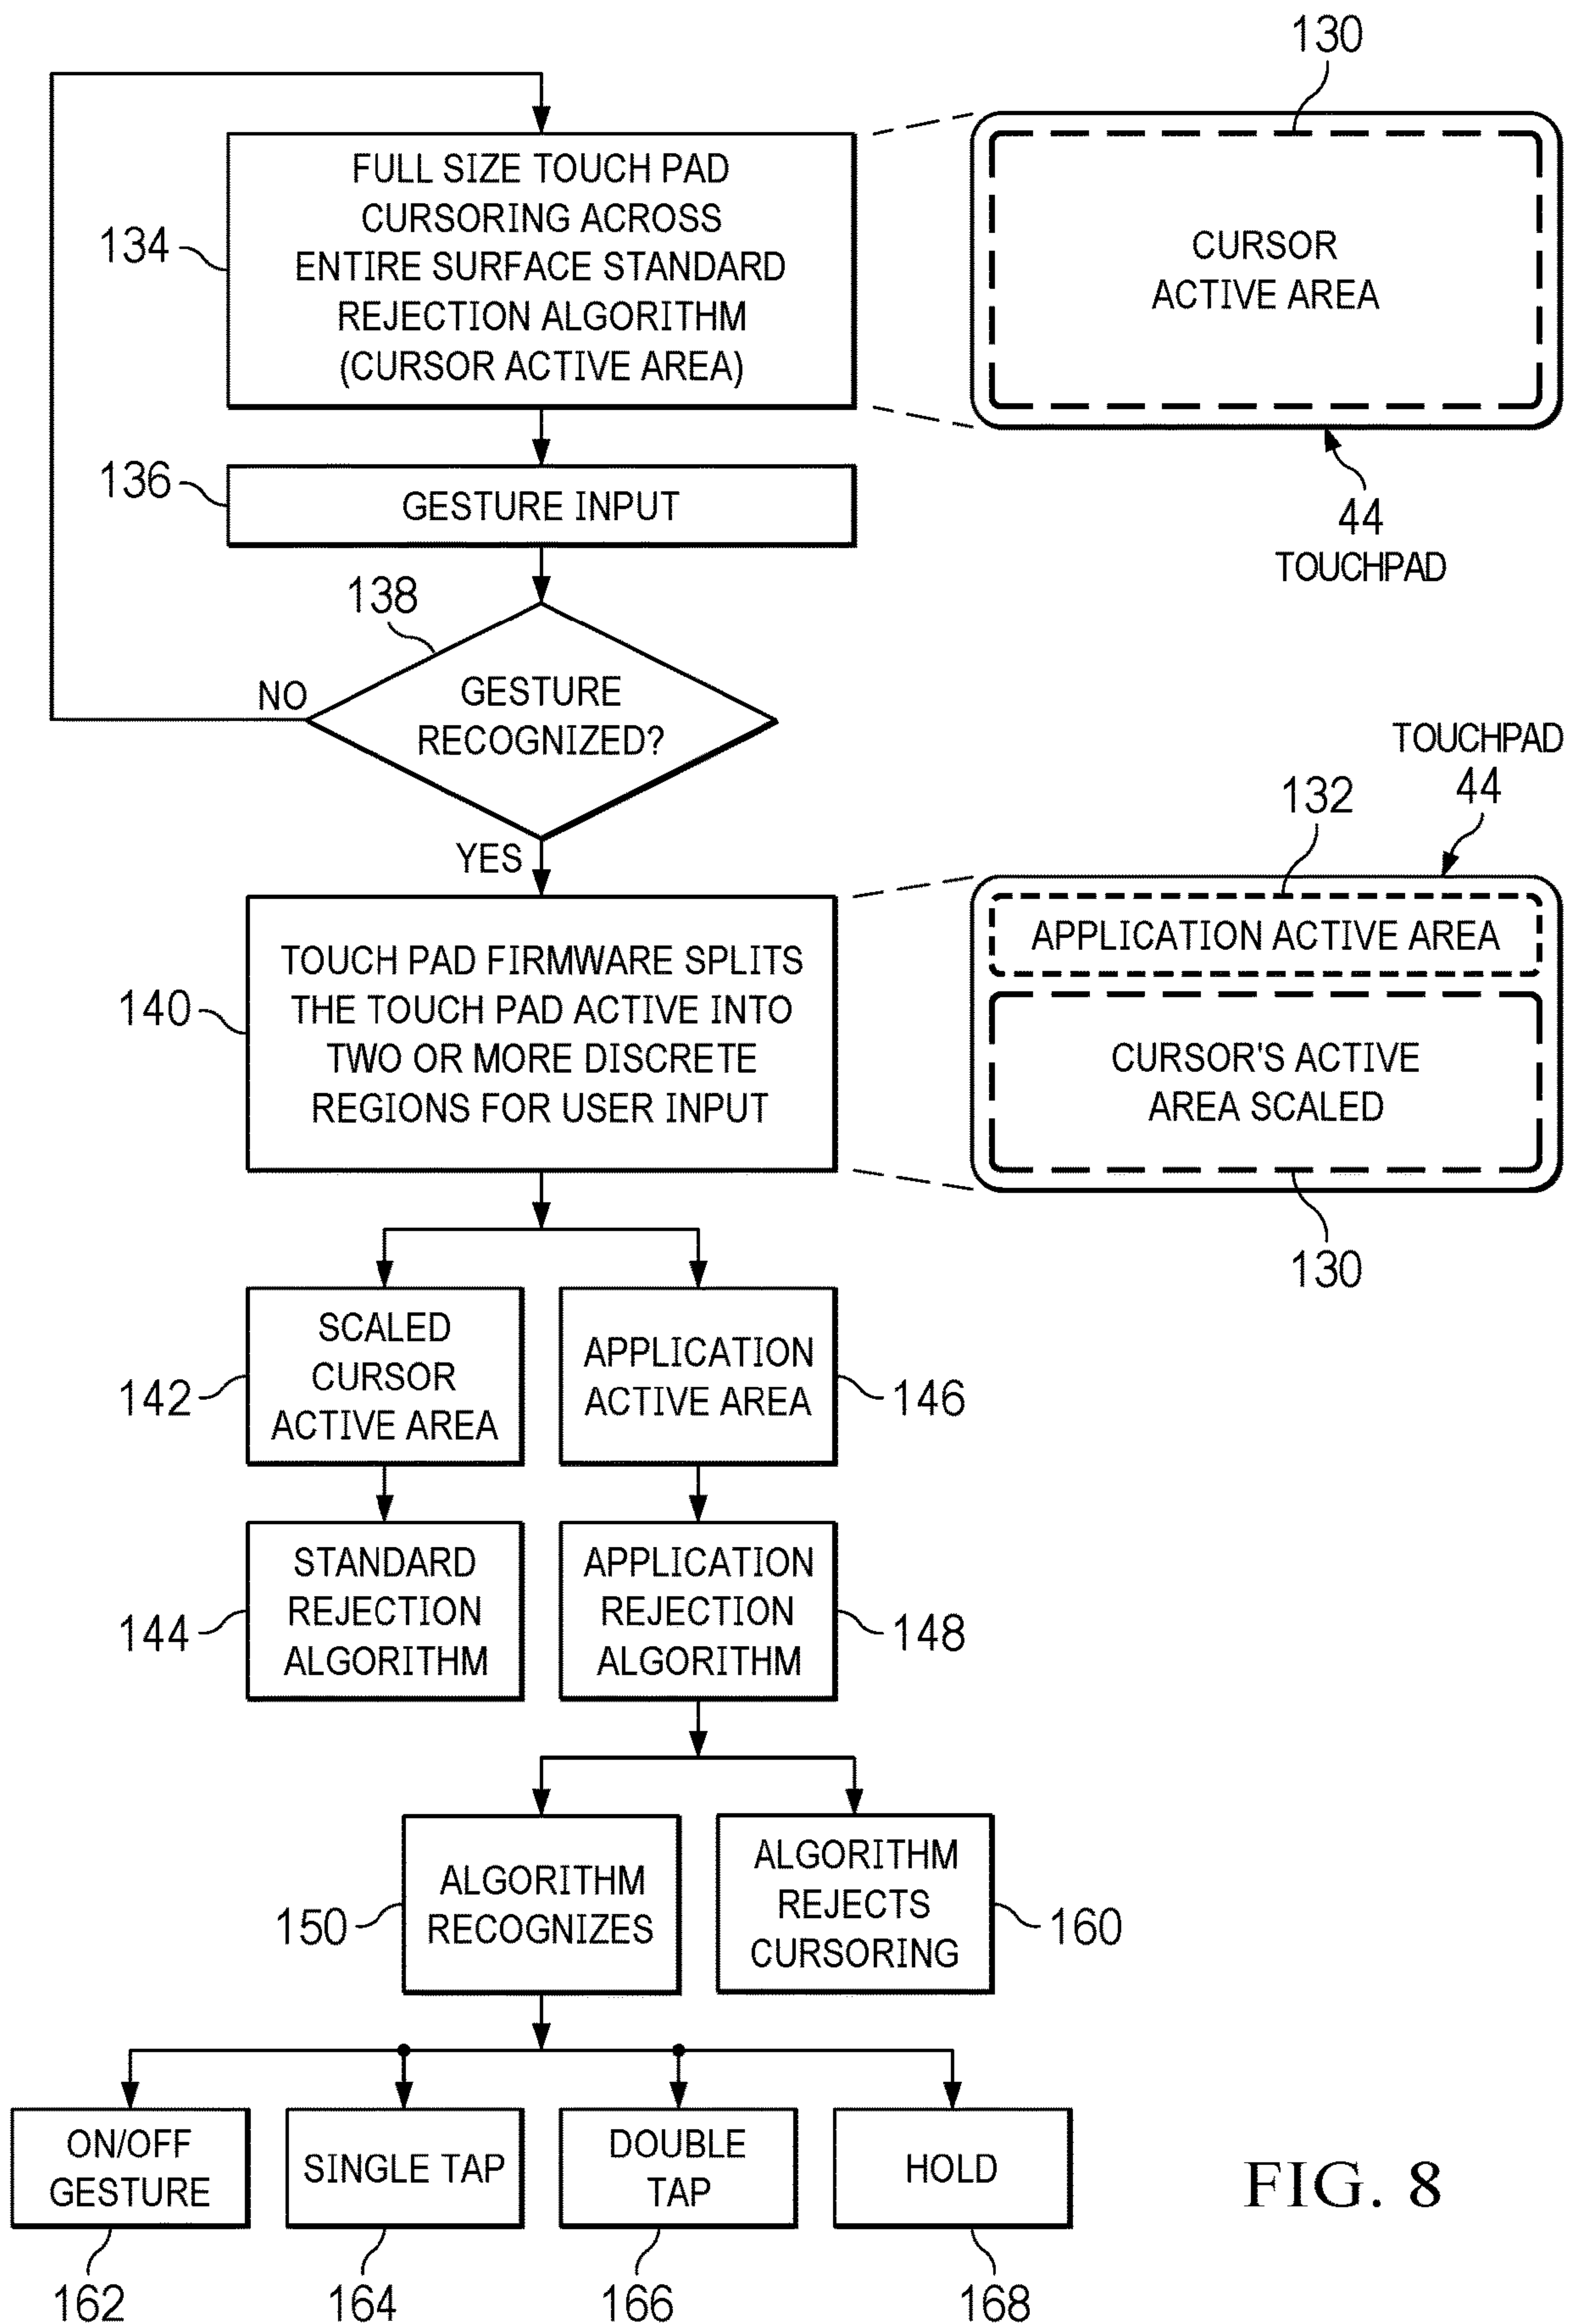 130
FULL SIZE TOUCH PAD
CURSORING ACROSS
ENTIRE SURFACE STANDARD
REJECTION ALGORITHM
(CURSOR ACTIVE AREA)
134
CURSOR
ACTIVE AREA
136
GESTURE INPUT
44
TOUCHPAD
138
NO
GESTURE
RECOGNIZED?
YES
TOUCHPAD
44
132
140
TOUCH PAD FIRMWARE SPLITS
THE TOUCH PAD ACTIVE INTO
TWO OR MORE DISCRETE
REGIONS FOR USER INPUT
APPLICATION ACTIVE AREA
CURSOR'S ACTIVE
AREA SCALED
130
142
SCALED
CURSOR
ACTIVE AREA
APPLICATION
ACTIVE AREA
146
144
STANDARD
REJECTION
ALGORITHM
APPLICATION
REJECTION
ALGORITHM
148
150
ALGORITHM
RECOGNIZES
ALGORITHM
REJECTS
CURSORING
160
ON/OFF
GESTURE
SINGLE TAP
DOUBLE
TAP
HOLD
162
164
166
168
FIG. 8